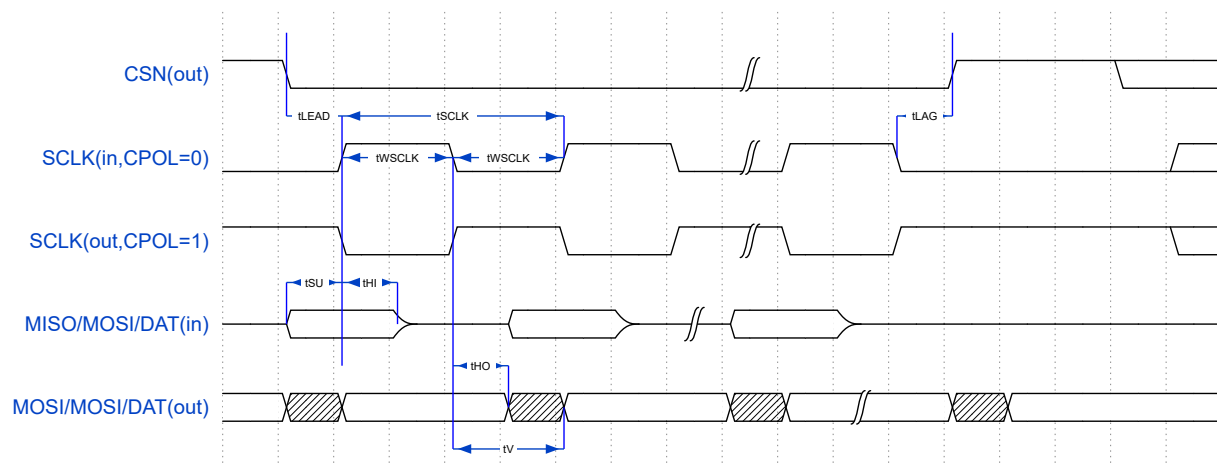 CSN(out)
tLEAD
tSCLK
tLAG
SCLK(in,CPOL=0)
tWSCLK
tWSCLK
SCLK(out,CPOL=1)
tSU
tHI
MISO/MOSI/DAT(in)
tHO
MOSI/MOSI/DAT(out)
tV